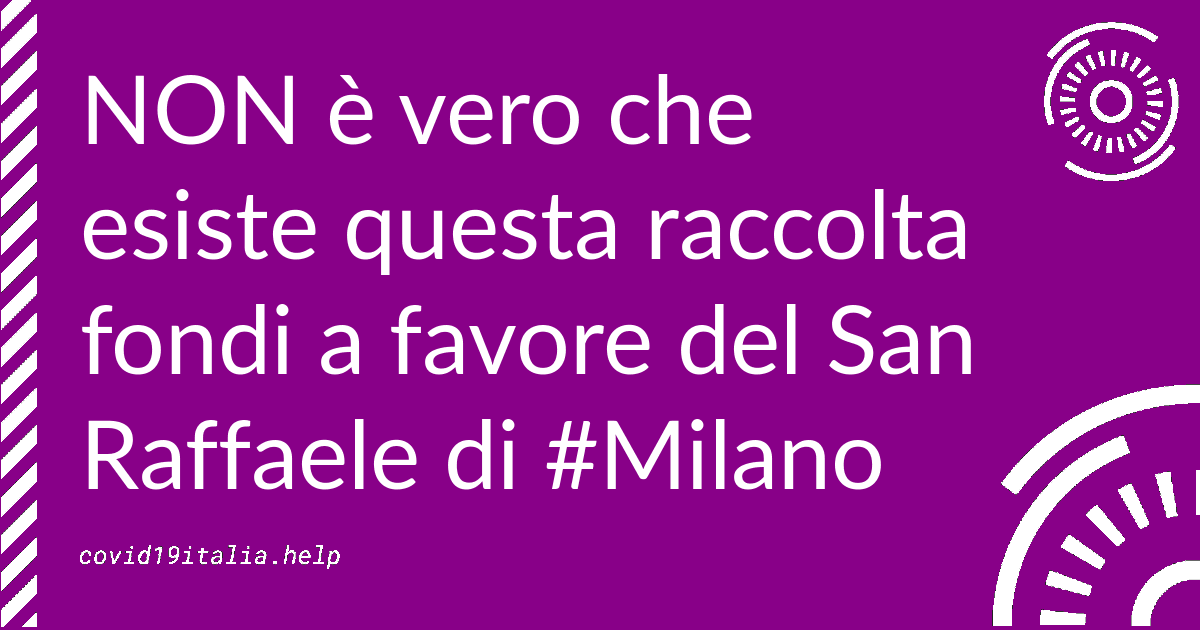 NON è vero che
esiste questa raccolta
fondi a favore del San
Raffaele di #Milano
covid19italia.help